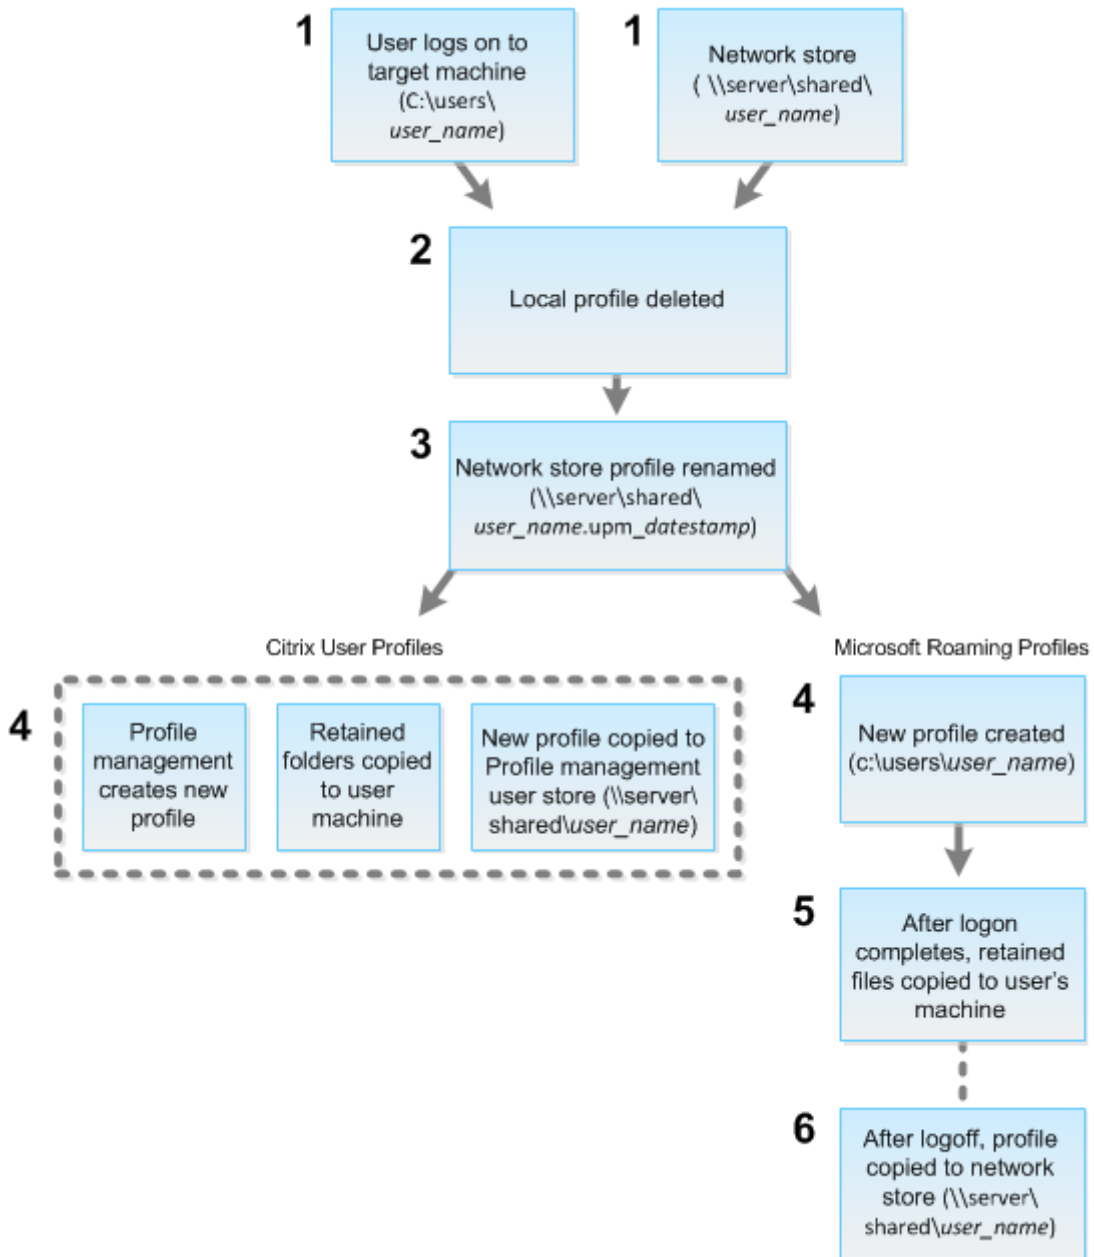 1
User logs on to
target machine
(C:\users\
user_name)
1
Network store
( \\server\shared\
user_name)
2
Local profile deleted
3
Network store profile renamed
(\\server\shared\
user_name.upm_datestamp)
Citrix User Profiles
4
Profile
management
creates new
profile
Retained
folders copied
to user
machine
New profile copied to
Profile management
user store (\\server\
shared\user_name)
Microsoft Roaming Profiles
4
New profile created
(c:\users\user_name)
5
After logon
completes, retained
files copied to user's
machine
6
After logoff, profile
copied to network
store (\\server\
shared\user_name)